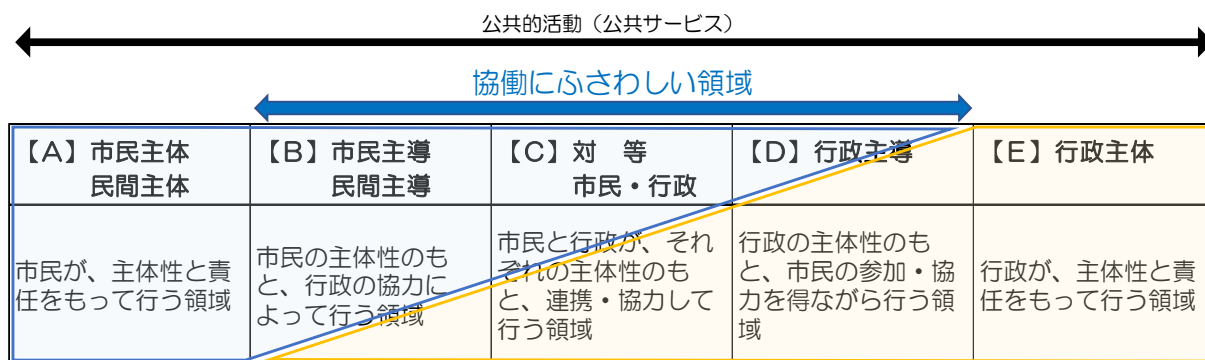 公共的活動（公共サービス）
協働にふさわしい領域
【A】市民主体
民間主体
【B】市民主導
民間主導
【C】対　等
市民・行政
【D】行政主導
【E】行政主体
市民が、主体性と責
任をもって行う領域
市民の主体性のも
と、行政の協力に
よって行う領域
市民と行政が、それ
ぞれの主体性のも
と、連携・協力して
行う領域
行政の主体性のも
と、市民の参加・協
力を得ながら行う領
域
行政が、主体性と責
任をもって行う領域